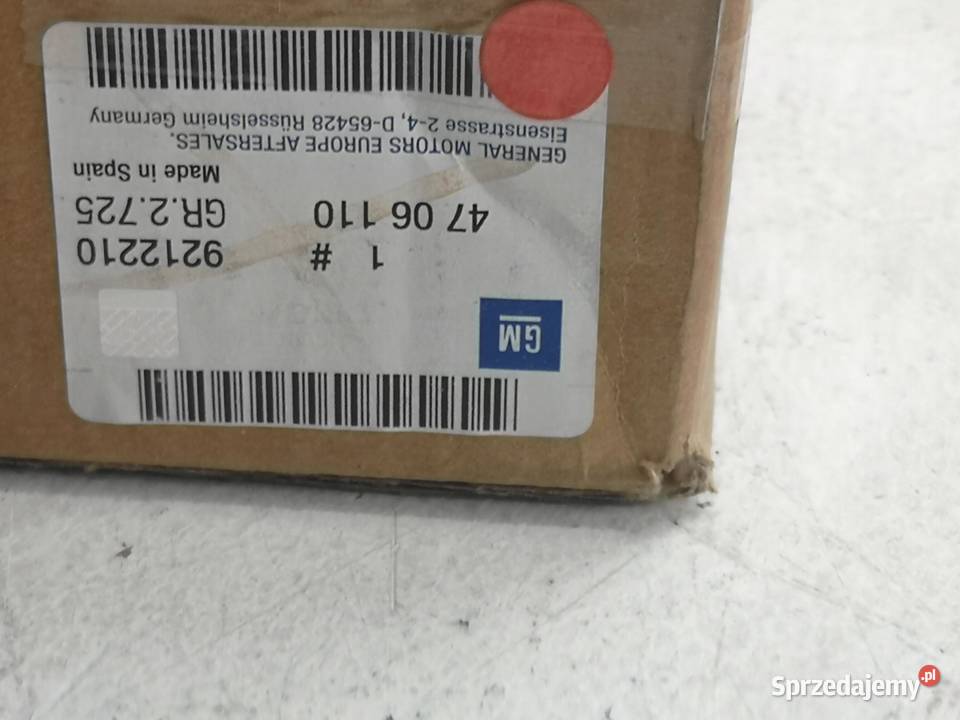 GM
1 # 9212210
47 06 110 GR.2.725
Made in Spain
GENERAL MOTORS EUROPE AFTERSALES.
Eisenstrasse 2-4, D-65428 Rüsselsheim Germany
Sprzedajemy.pl